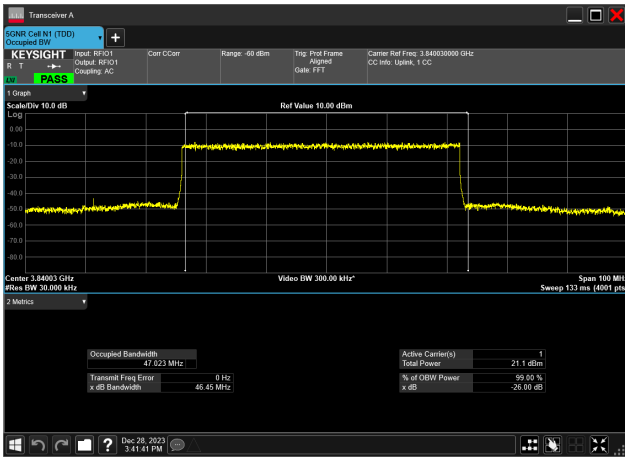 Transceiver A
5GNR Cell N1 (TDD)
Occupied BW
KEYSIGHT
R T
LXI
PASS
Input: RFIO1
Output: RFIO1
Coupling: AC
Corr CCorr
Range: -60 dBm
Trig: Prot Frame
Aligned
Gate: FFT
Carrier Ref Freq: 3.840030000 GHz
CC Info: Uplink, 1 CC
1 Graph
Scale/Div 10.0 dB
Ref Value 10.00 dBm
Log
0.00
-10.0
-20.0
-30.0
-40.0
-50.0
-60.0
-70.0
-80.0
Center 3.84003 GHz
Video BW 300.00 kHz*
Span 100 MHz
#Res BW 30.000 kHz
Sweep 133 ms (4001 pts
2 Metrics
Occupied Bandwidth
47.023 MHz
Transmit Freq Error 0 Hz
x dB Bandwidth 46.45 MHz
Active Carrier(s) 1
Total Power 21.1 dBm
% of OBW Power 99.00 %
x dB -26.00 dB
Dec 28, 2023
3:41:41 PM